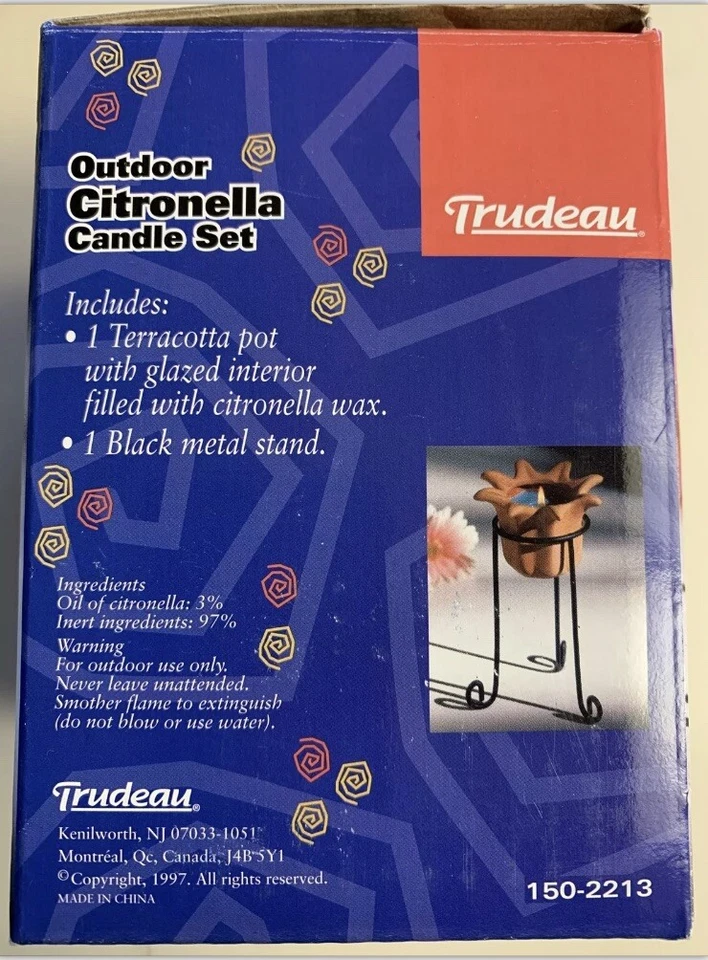 Outdoor
Citronella
Candle Set
Trudeau®
Includes:
• 1 Terracotta pot
with glazed interior
filled with citronella wax.
• 1 Black metal stand.
Ingredients
Oil of citronella: 3%
Inert ingredients: 97%
Warning
For outdoor use only.
Never leave unattended.
Smother flame to extinguish
(do not blow or use water).
Trudeau®
Kenilworth, NJ 07033-1051
Montréal, Qc, Canada, J4B 5Y1
©Copyright, 1997. All rights reserved.
MADE IN CHINA
150-2213